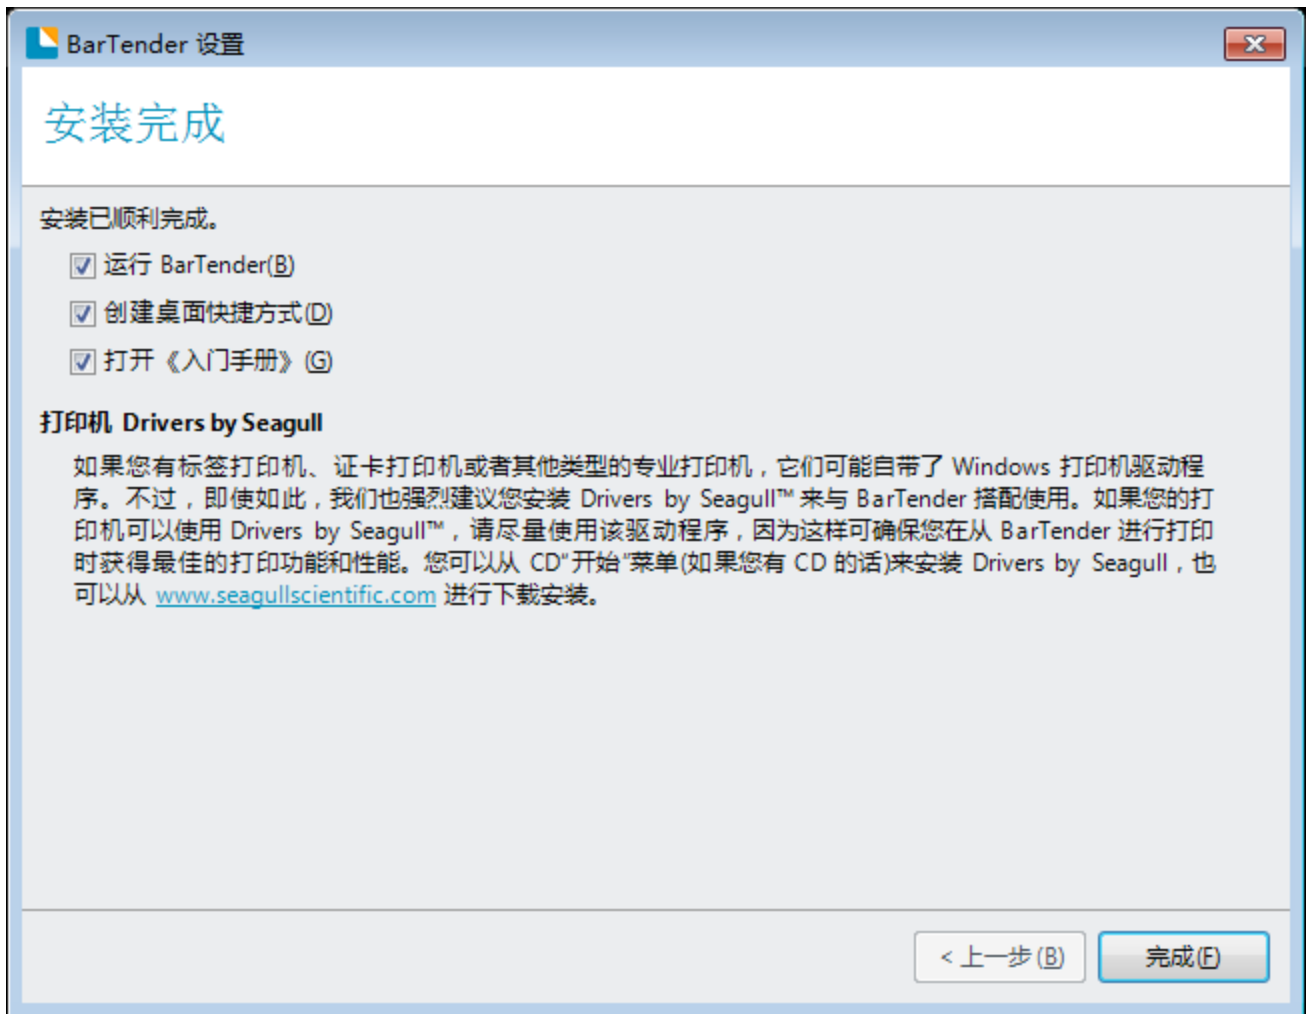 BarTender 设置
安装完成
安装已顺利完成。
运行 BarTender(B)
创建桌面快捷方式(D)
打开《入门手册》(G)
打印机 Drivers by Seagull
如果您有标签打印机、证卡打印机或者其他类型的专业打印机，它们可能自带了 Windows 打印机驱动程
序。不过，即使如此，我们也强烈建议您安装 Drivers by Seagull™ 来与 BarTender 搭配使用。如果您的打
印机可以使用 Drivers by Seagull™，请尽量使用该驱动程序，因为这样可确保您在从 BarTender 进行打印
时获得最佳的打印功能和性能。您可以从 CD"开始"菜单(如果您有 CD 的话)来安装 Drivers by Seagull，也
可以从 www.seagullscientific.com 进行下载安装。
< 上一步(B) 完成(F)